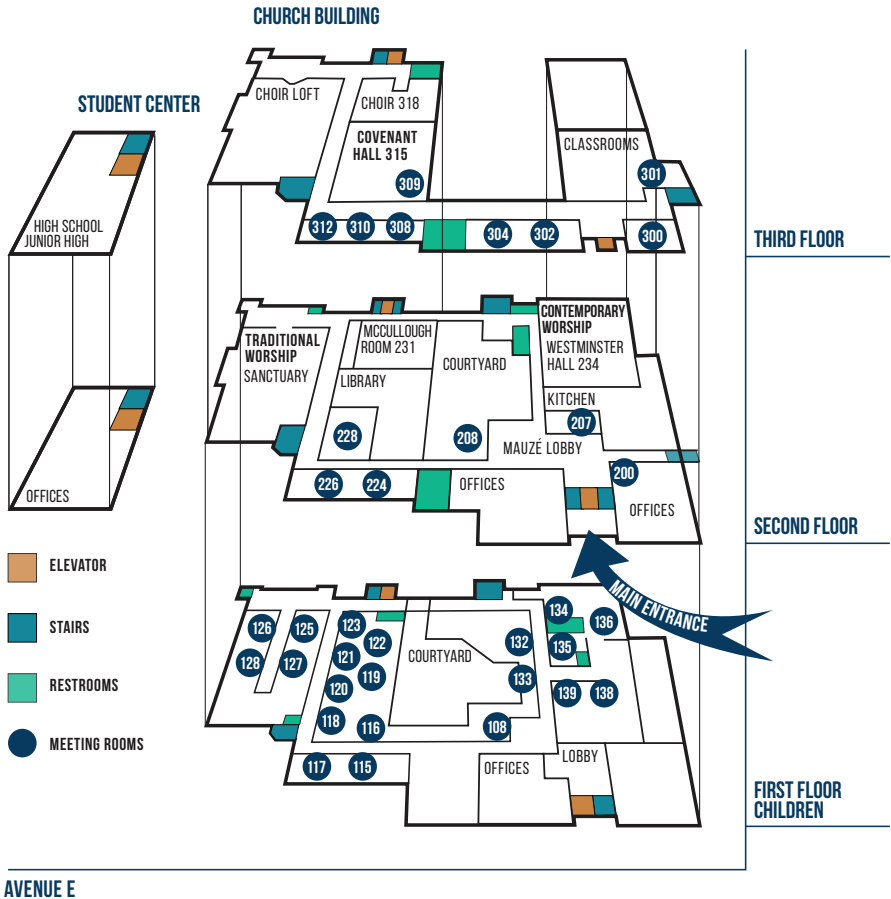 CHURCH BUILDING
STUDENT CENTER
CHOIR LOFT
CHOIR 318
COVENANT
HALL 315
309
CLASSROOMS
301
312
310
308
304
302
300
THIRD FLOOR
HIGH SCHOOL
JUNIOR HIGH
OFFICES
TRADITIONAL
WORSHIP
SANCTUARY
MCCULLOUGH
ROOM 231
LIBRARY
COURTYARD
CONTEMPORARY
WORSHIP
WESTMINSTER
HALL 234
KITCHEN
207
228
208
MAUZÉ LOBBY
226
224
OFFICES
200
OFFICES
SECOND FLOOR
MAIN ENTRANCE
ELEVATOR
STAIRS
RESTROOMS
MEETING ROOMS
126
125
123
122
128
127
121
119
120
118
116
COURTYARD
132
133
108
134
136
135
139
138
117
115
OFFICES
LOBBY
FIRST FLOOR
CHILDREN
AVENUE E